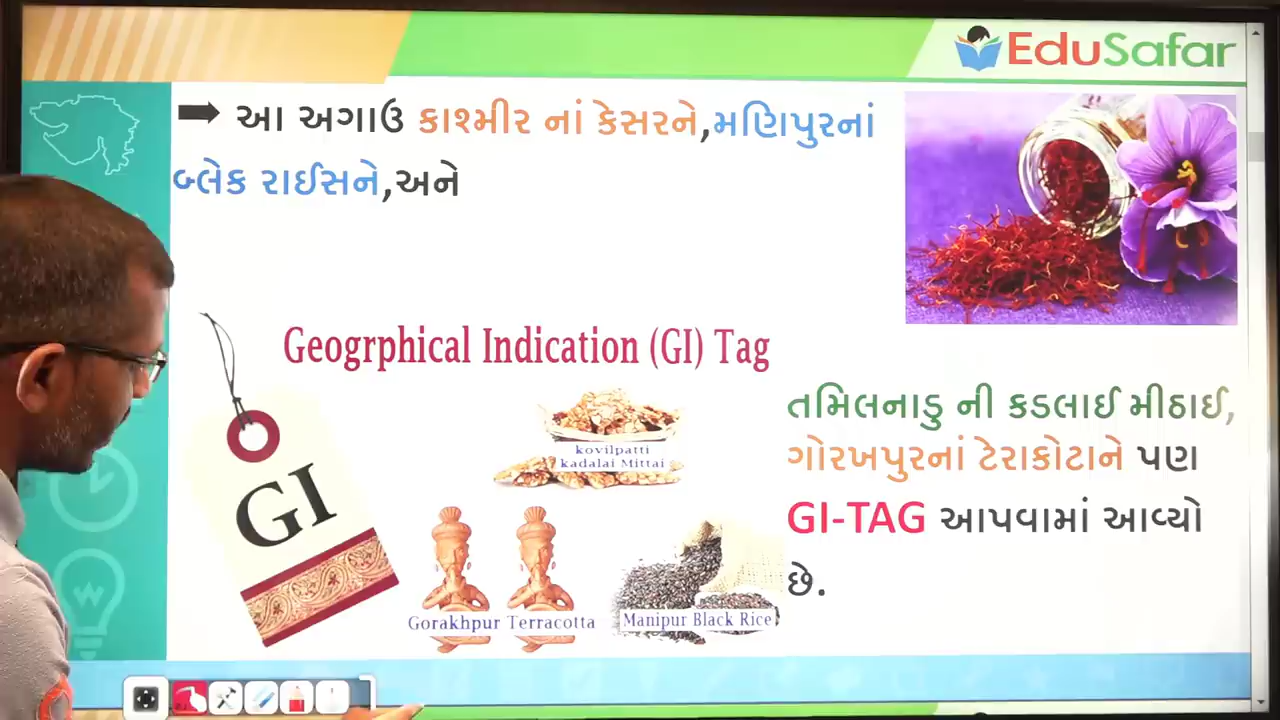 EduSafar
આ અગાઉ કાશ્મીર નાં કેસરને,મણિપુરનાં
બ્લેક રાઈસને,અને
Geogrphical Indication (GI) Tag
GI
kovilpatti
kadalai Mittai
Gorakhpur Terracotta
Manipur Black Rice
તમિલનાડુ ની કડલાઈ મીઠાઈ,
ગોરખપુરનાં ટેરાકોટાને પણ
GI-TAG આપવામાં આવ્યો
છે.